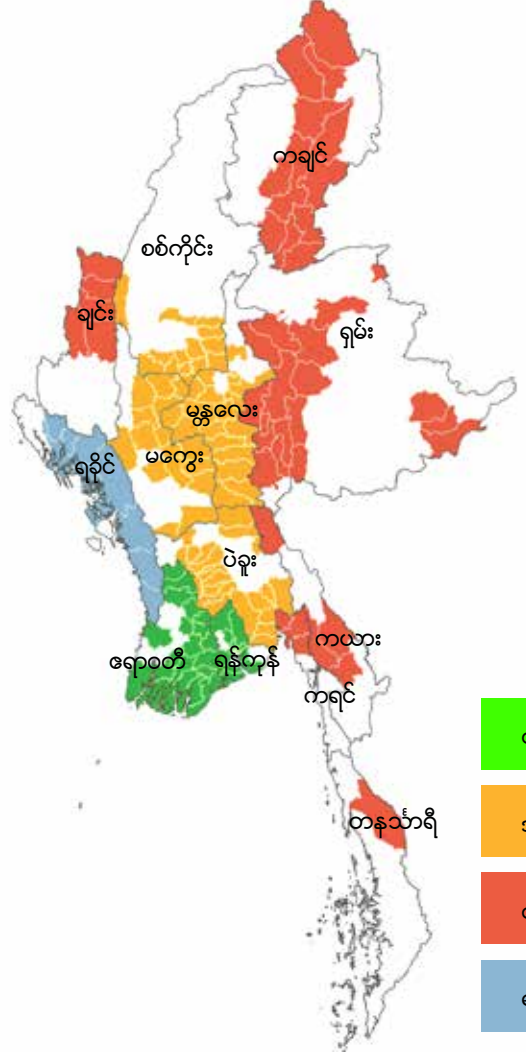 ကချင်
စစ်ကိုင်း
ချင်း
ရှမ်း
မန္တလေး
မကွေး
ရခိုင်
ပဲခူး
ကယား
ဧရာဝတီ
ရန်ကုန်
ကရင်
တနင်္သာရီ